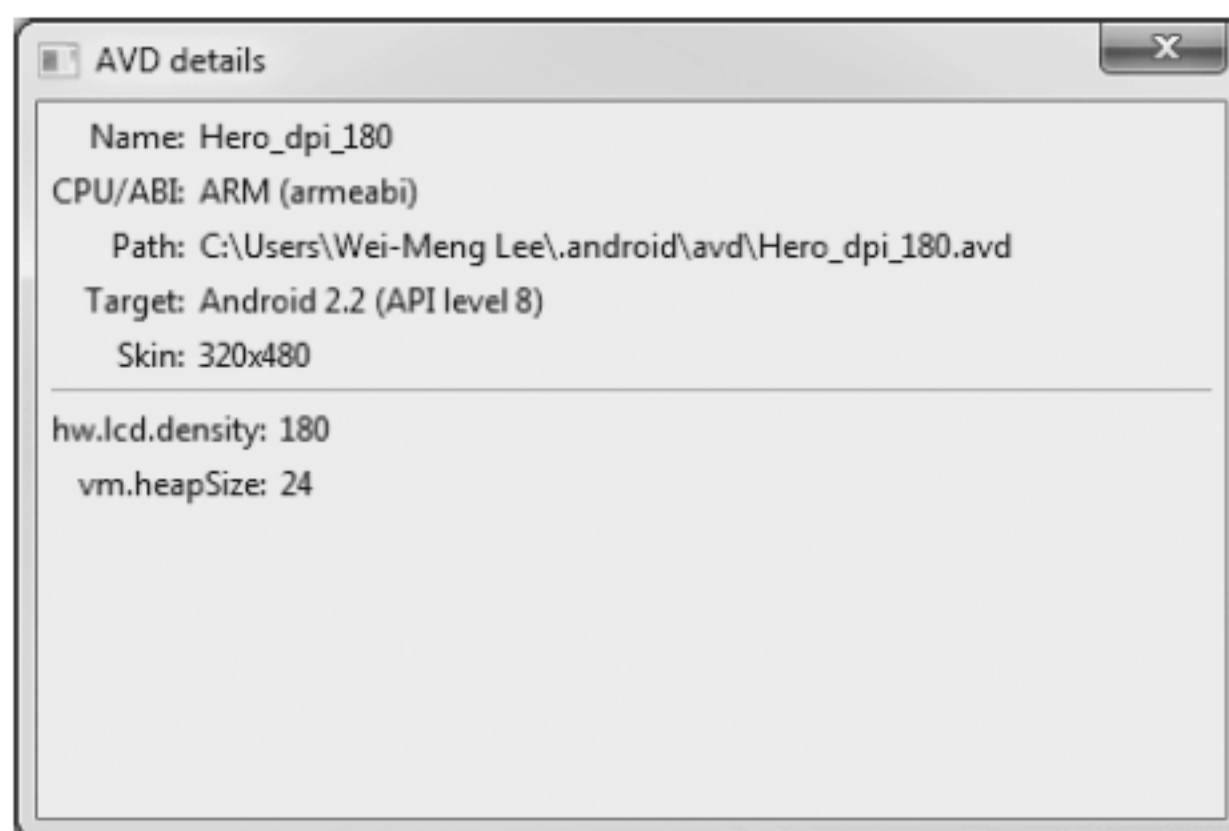 AVD details
Name: Hero_dpi_180
CPU/ABI: ARM (armeabi)
Path: C:\Users\Wei-Meng Lee\.android\avd\Hero_dpi_180.avd
Target: Android 2.2 (API level 8)
Skin: 320x480
hw.lcd.density: 180
vm.heapSize: 24